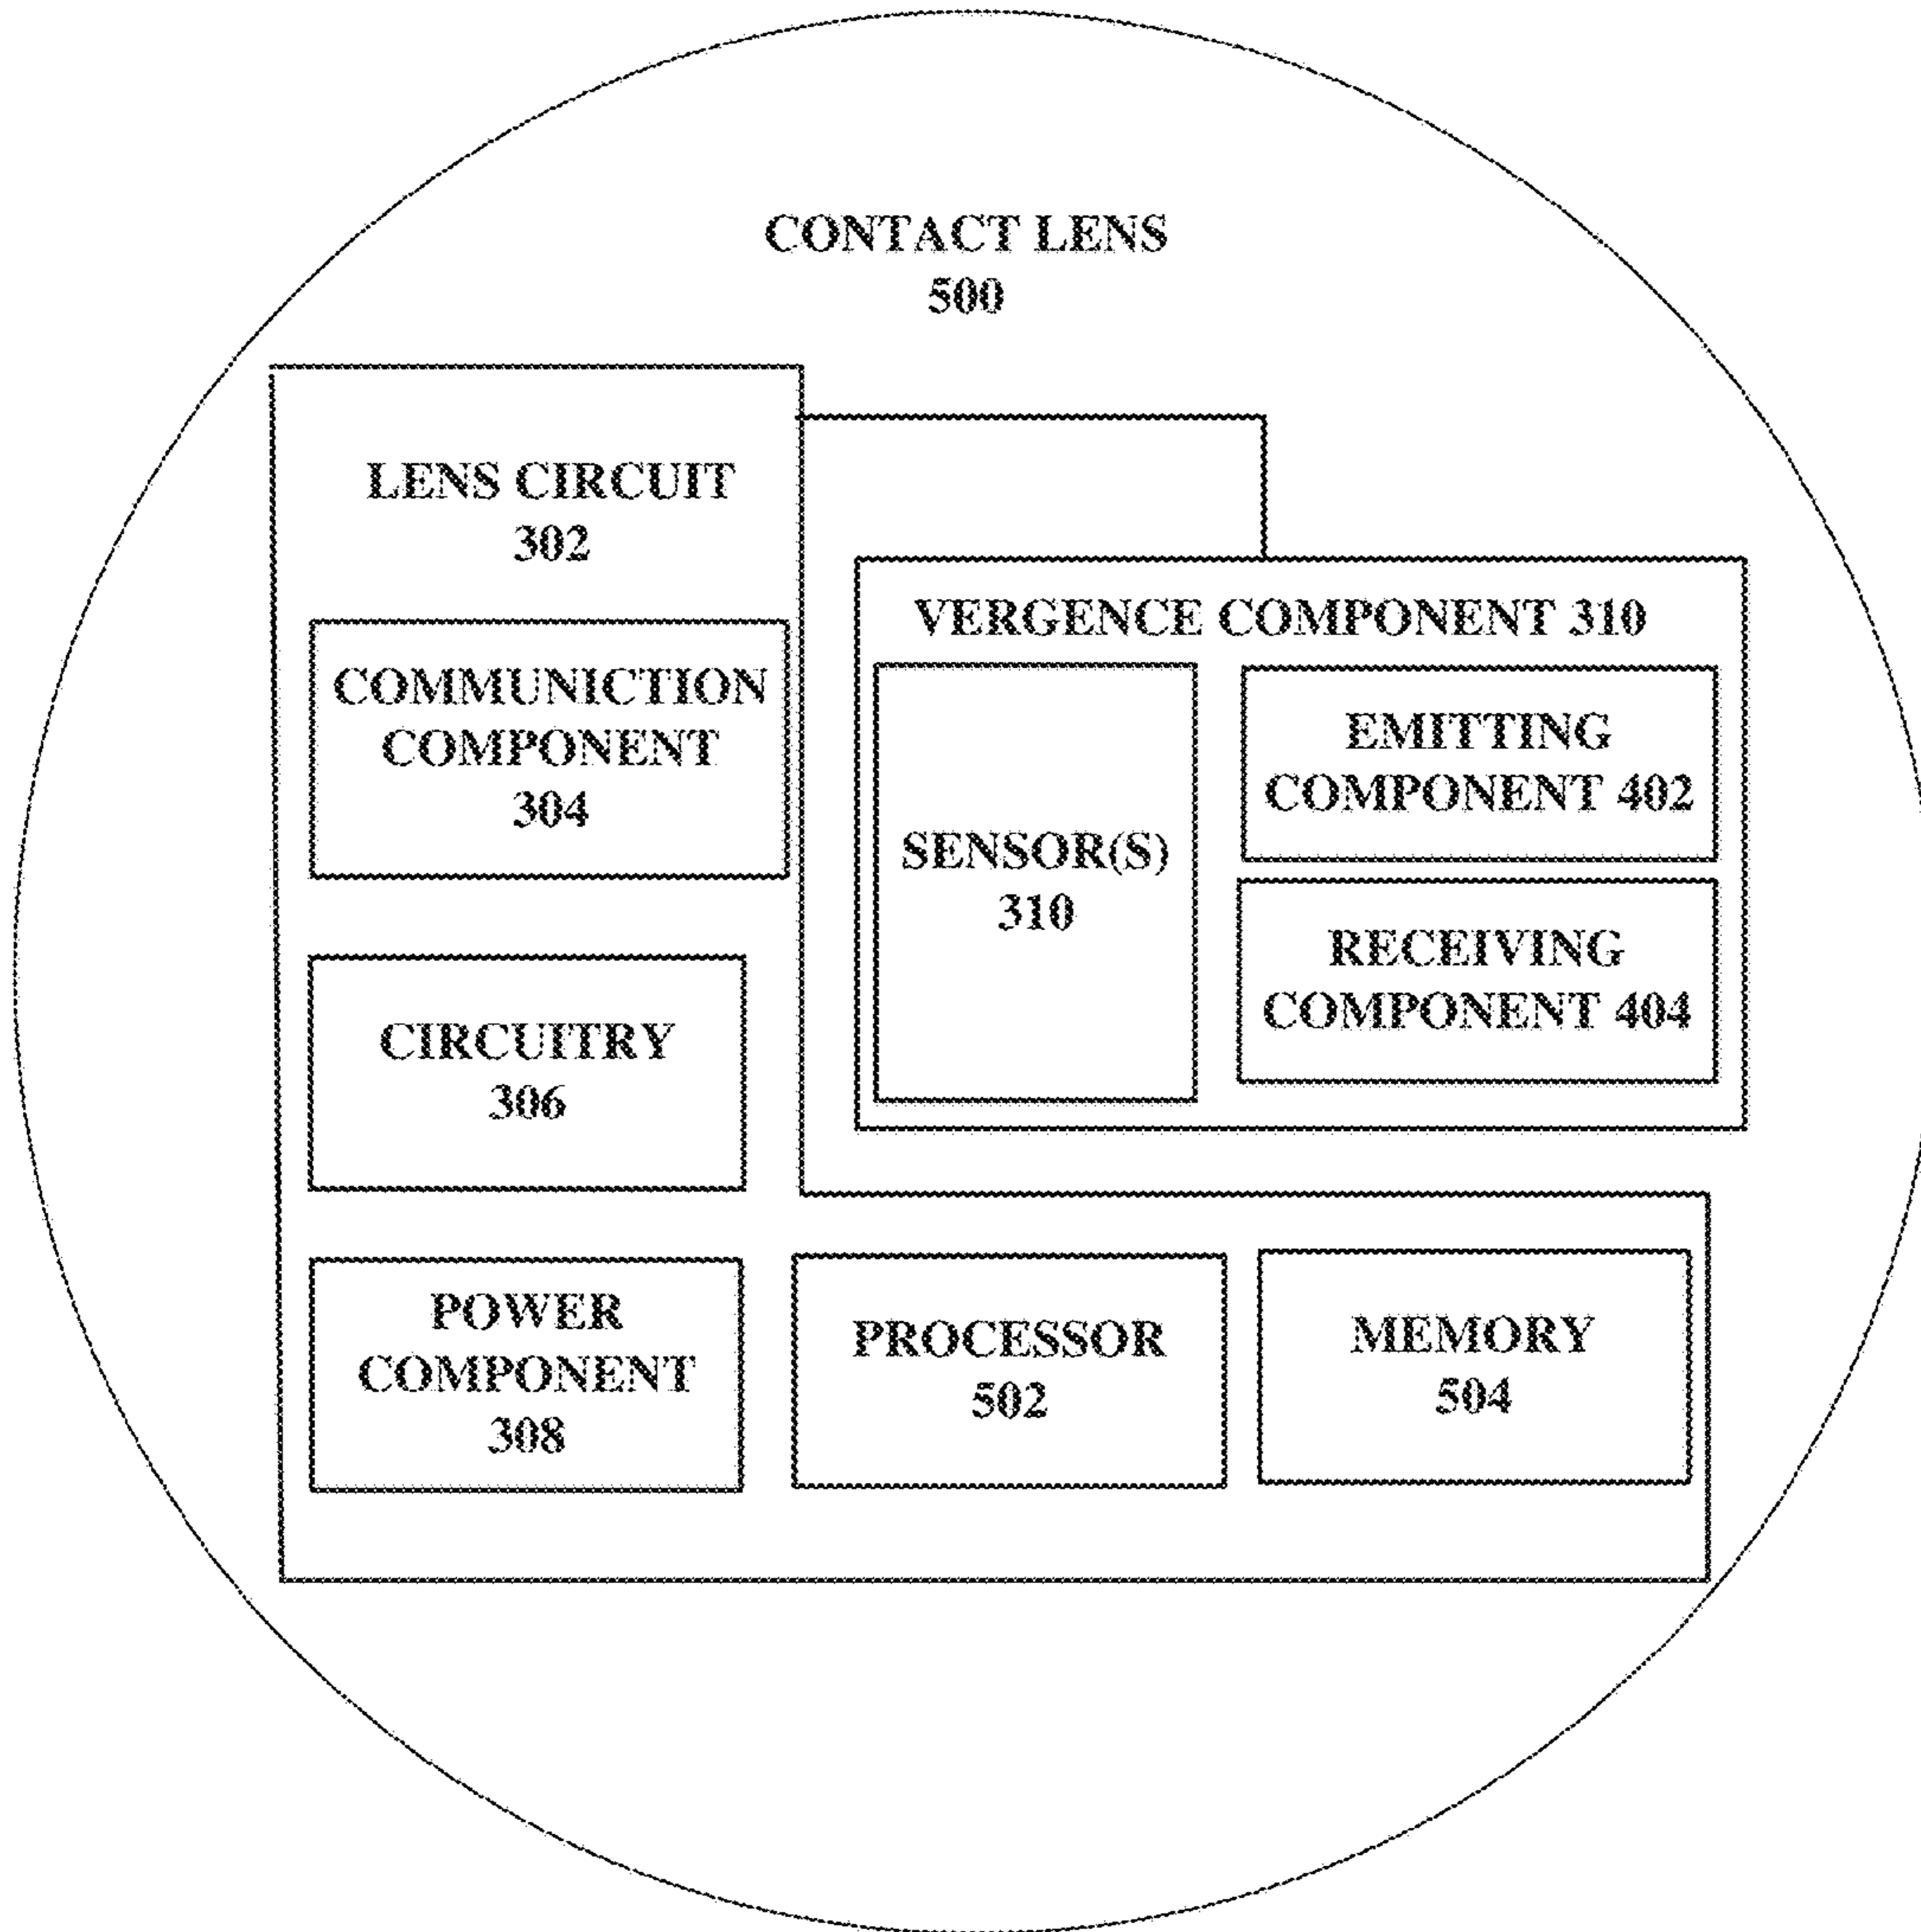 CONTACT LENS
500
LENS CIRCUIT
302
COMMUNICTION
COMPONENT
304
CIRCUITRY
306
POWER
COMPONENT
308
PROCESSOR
502
MEMORY
504
VERGENCE COMPONENT 310
SENSOR(S)
310
EMITTING
COMPONENT 402
RECEIVING
COMPONENT 404